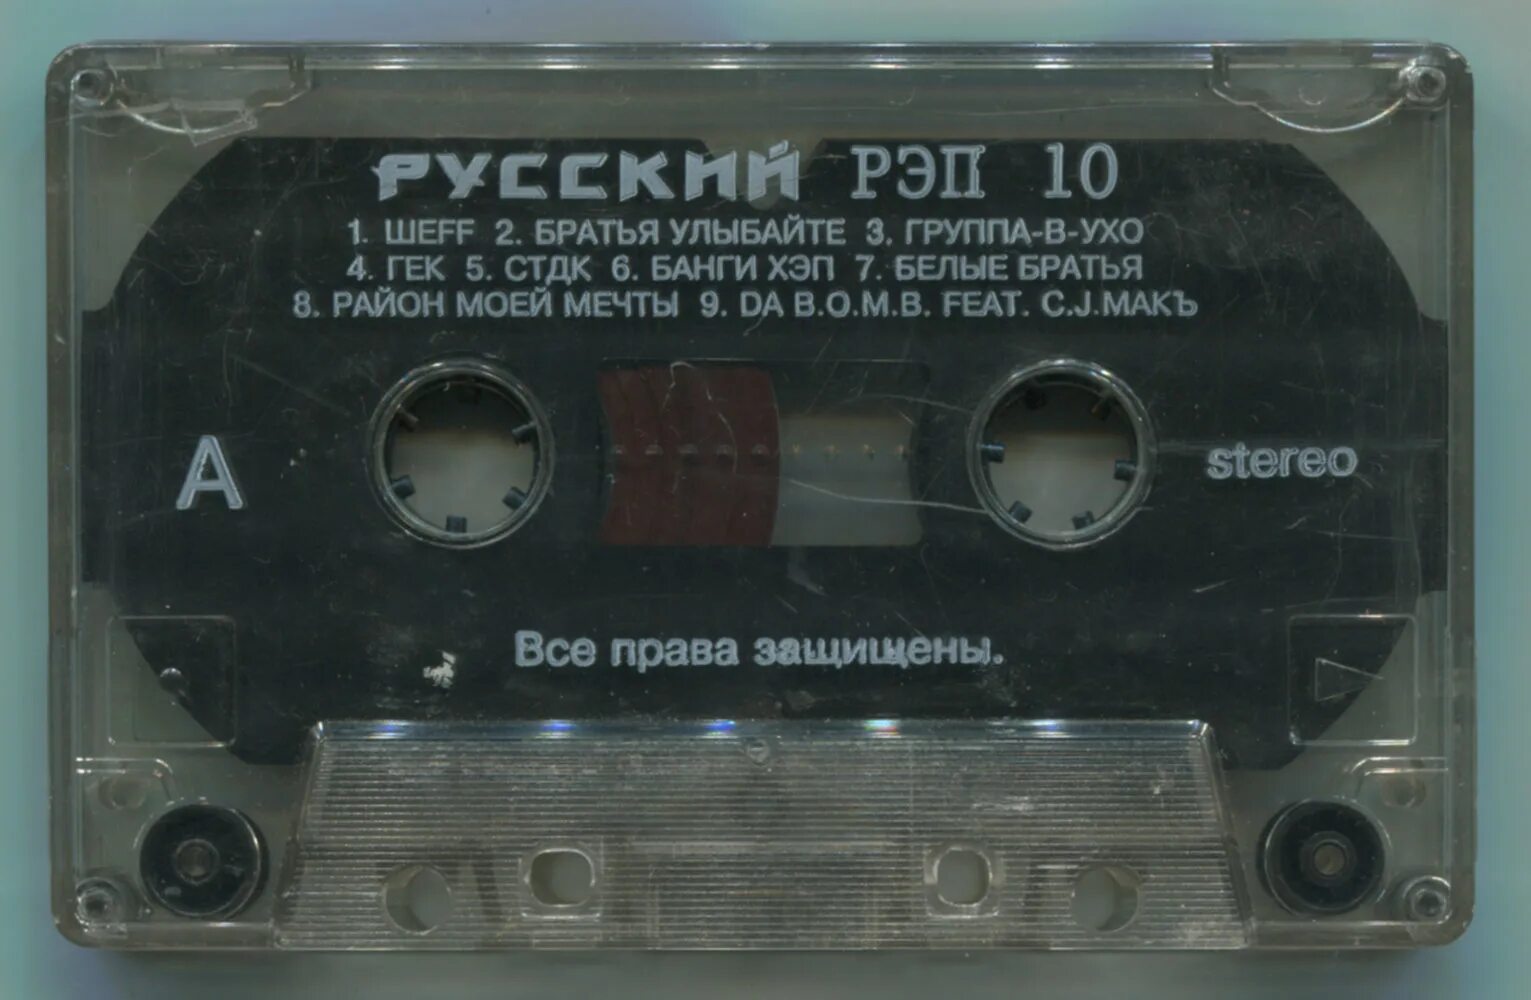 РУССКИЙ РЭП 10
1. ШЕFF 2. БРАТЬЯ УЛЫБАЙТЕ 3. ГРУППА-В-УХО
4. ГЕК 5. СТДК 6. БАНГИ ХЭП 7. БЕЛЫЕ БРАТЬЯ
8. РАЙОН МОЕЙ МЕЧТЫ 9. DA B.O.M.B. FEAT. C.J.МАКЪ
A
stereo
Все права защищены.